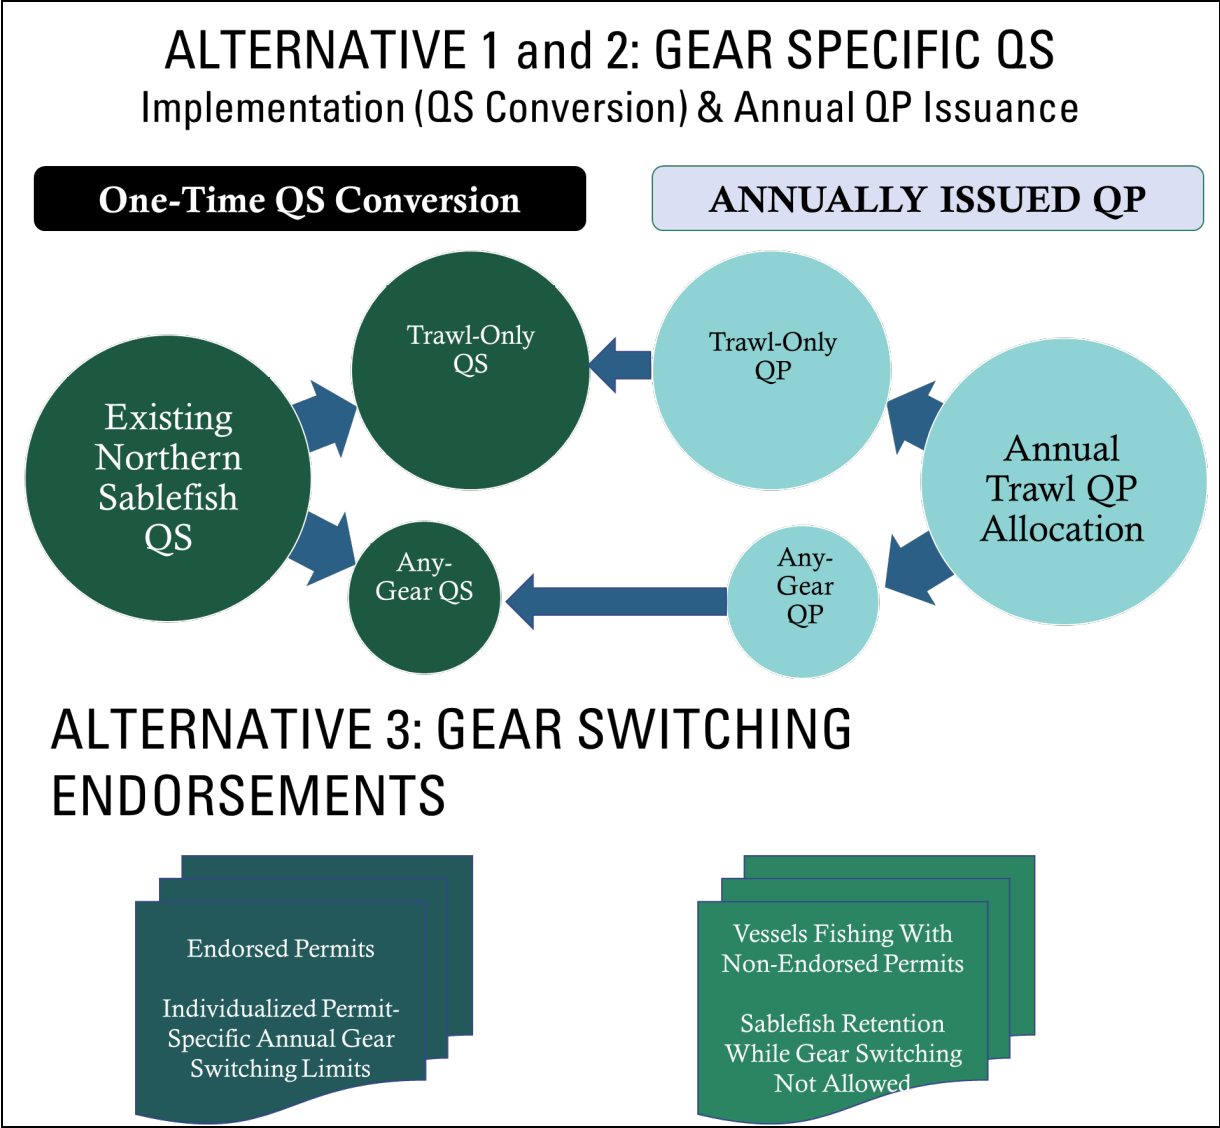 ALTERNATIVE 1 and 2: GEAR SPECIFIC QS
Implementation (QS Conversion) & Annual QP Issuance
One-Time QS Conversion
ANNUALLY ISSUED QP
Existing
Northern
Sablefish
QS
Trawl-Only
QS
Any-
Gear QS
Trawl-Only
QP
Any-
Gear
QP
Annual
Trawl QP
Allocation
ALTERNATIVE 3: GEAR SWITCHING
ENDORSEMENTS
Endorsed Permits
Individualized Permit-
Specific Annual Gear
Switching Limits
Vessels Fishing With
Non-Endorsed Permits
Sablefish Retention
While Gear Switching
Not Allowed